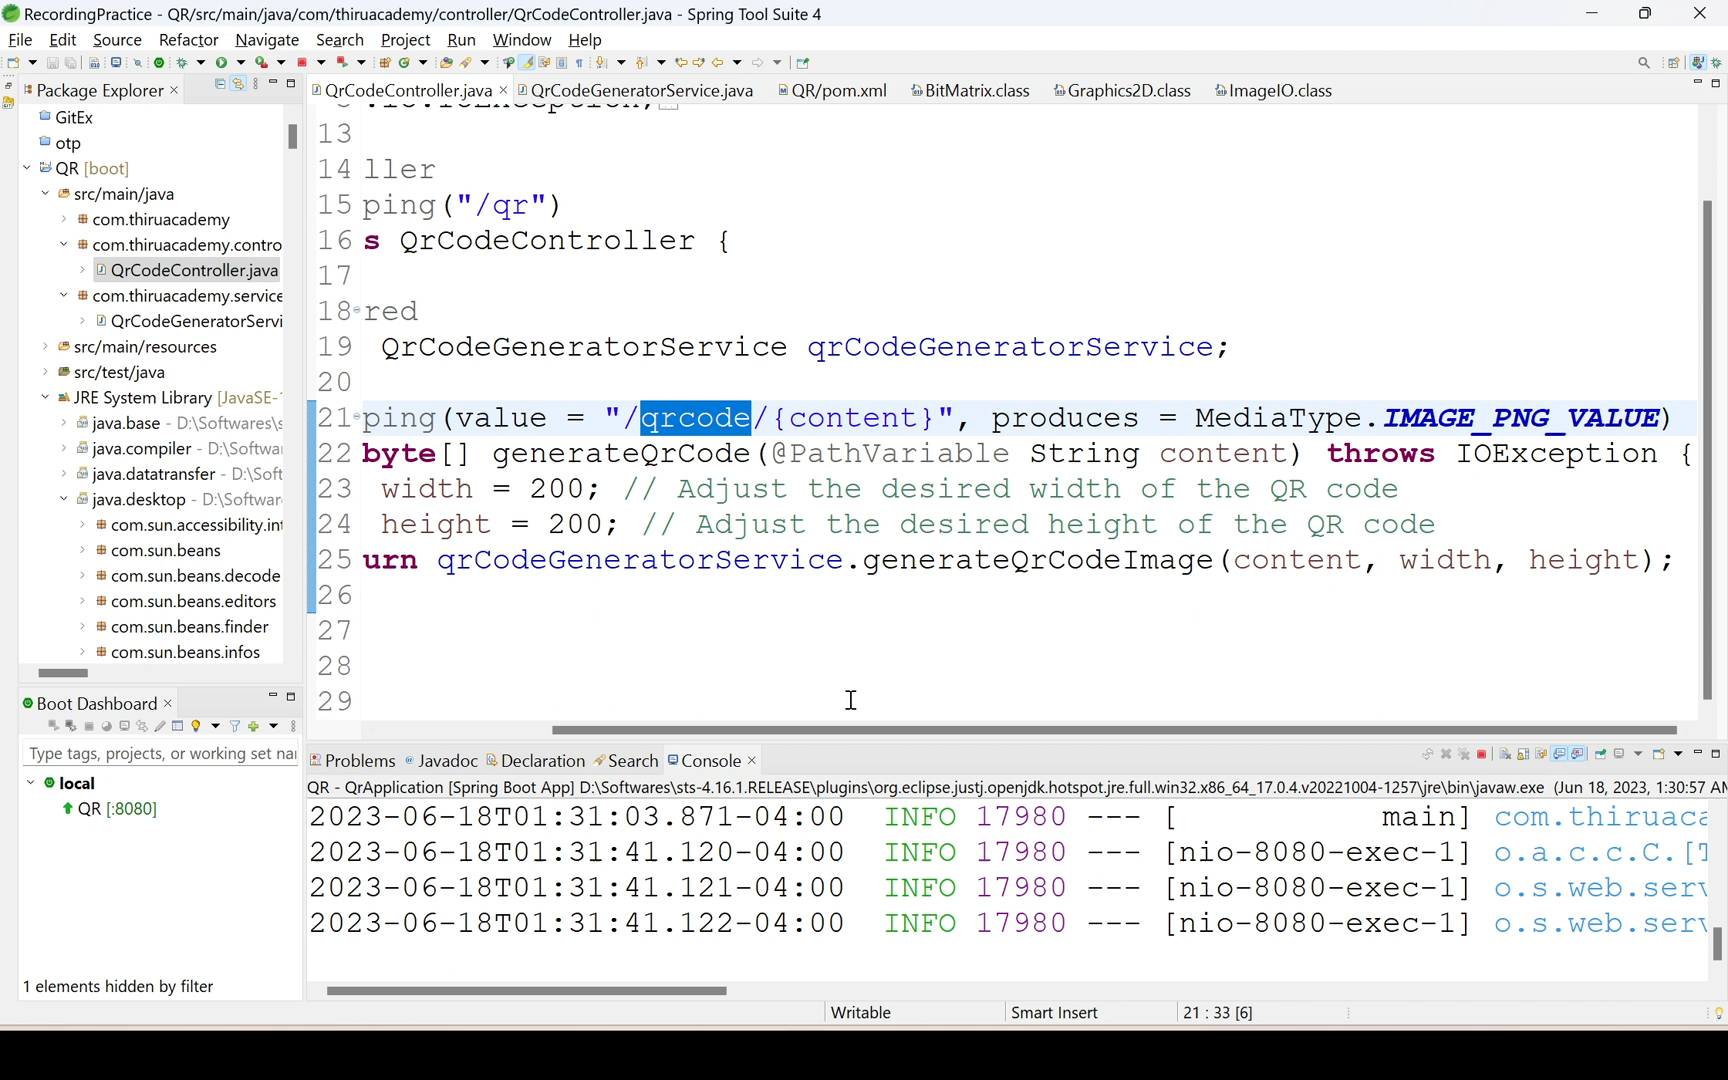 RecordingPractice - QR/src/main/java/com/thiruacademy/controller/QrCodeController.java - Spring Tool Suite 4
File Edit Source Refactor Navigate Search Project Run Window Help
Package Explorer
GitEx
otp
QR [boot]
src/main/java
com.thiruacademy
com.thiruacademy.contro
QrCodeController.java
com.thiruacademy.service
QrCodeGeneratorServi
src/main/resources
src/test/java
JRE System Library [JavaSE-
java.base - D:\Softwares\s
java.compiler - D:\Softwa
java.datatransfer - D:\Soft
java.desktop - D:\Softwar
com.sun.accessibility.int
com.sun.beans
com.sun.beans.decode
com.sun.beans.editors
com.sun.beans.finder
com.sun.beans.infos
QrCodeController.java QrCodeGeneratorService.java QR/pom.xml BitMatrix.class Graphics2D.class ImageIO.class
13
14 ller
15 ping("/qr")
16 s QrCodeController {
17
18 red
19 QrCodeGeneratorService qrCodeGeneratorService;
20
21 ping(value = "/qrcode/{content}", produces = MediaType.IMAGE_PNG_VALUE)
22 byte[] generateQrCode(@PathVariable String content) throws IOException {
23 width = 200; // Adjust the desired width of the QR code
24 height = 200; // Adjust the desired height of the QR code
25 urn qrCodeGeneratorService.generateQrCodeImage(content, width, height);
26
27
28
29
Boot Dashboard
Type tags, projects, or working set nar
local
QR [:8080]
1 elements hidden by filter
Problems Javadoc Declaration Search Console
QR - QrApplication [Spring Boot App] D:\Softwares\sts-4.16.1.RELEASE\plugins\org.eclipse.justj.openjdk.hotspot.jre.full.win32.x86_64_17.0.4.v20221004-1257\jre\bin\javaw.exe (Jun 18, 2023, 1:30:57 AM
2023-06-18T01:31:03.871-04:00 INFO 17980 --- [ main] com.thiruaca
2023-06-18T01:31:41.120-04:00 INFO 17980 --- [nio-8080-exec-1] o.a.c.c.C.[T
2023-06-18T01:31:41.121-04:00 INFO 17980 --- [nio-8080-exec-1] o.s.web.serv
2023-06-18T01:31:41.122-04:00 INFO 17980 --- [nio-8080-exec-1] o.s.web.serv
Writable Smart Insert 21 : 33 [6]